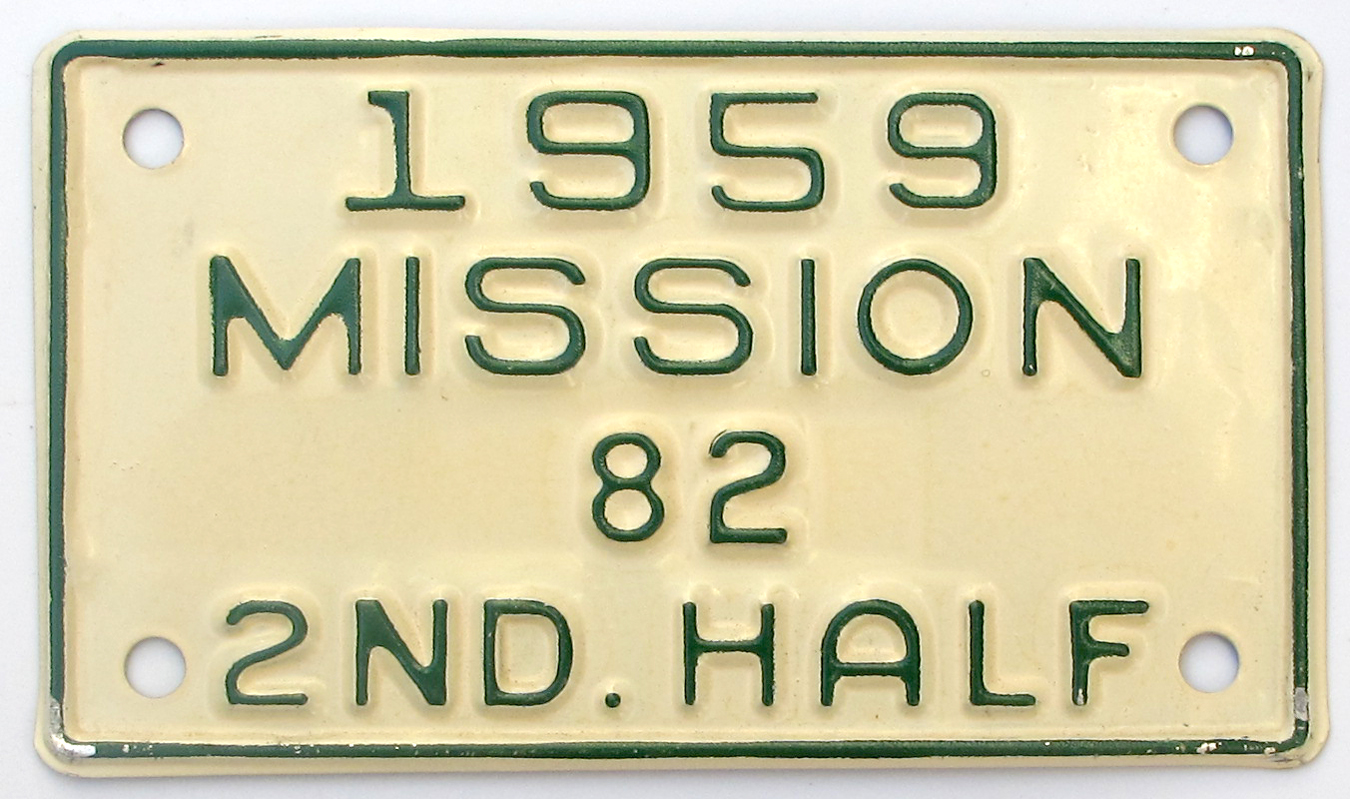 1959
MISSION
82
2ND. HALF